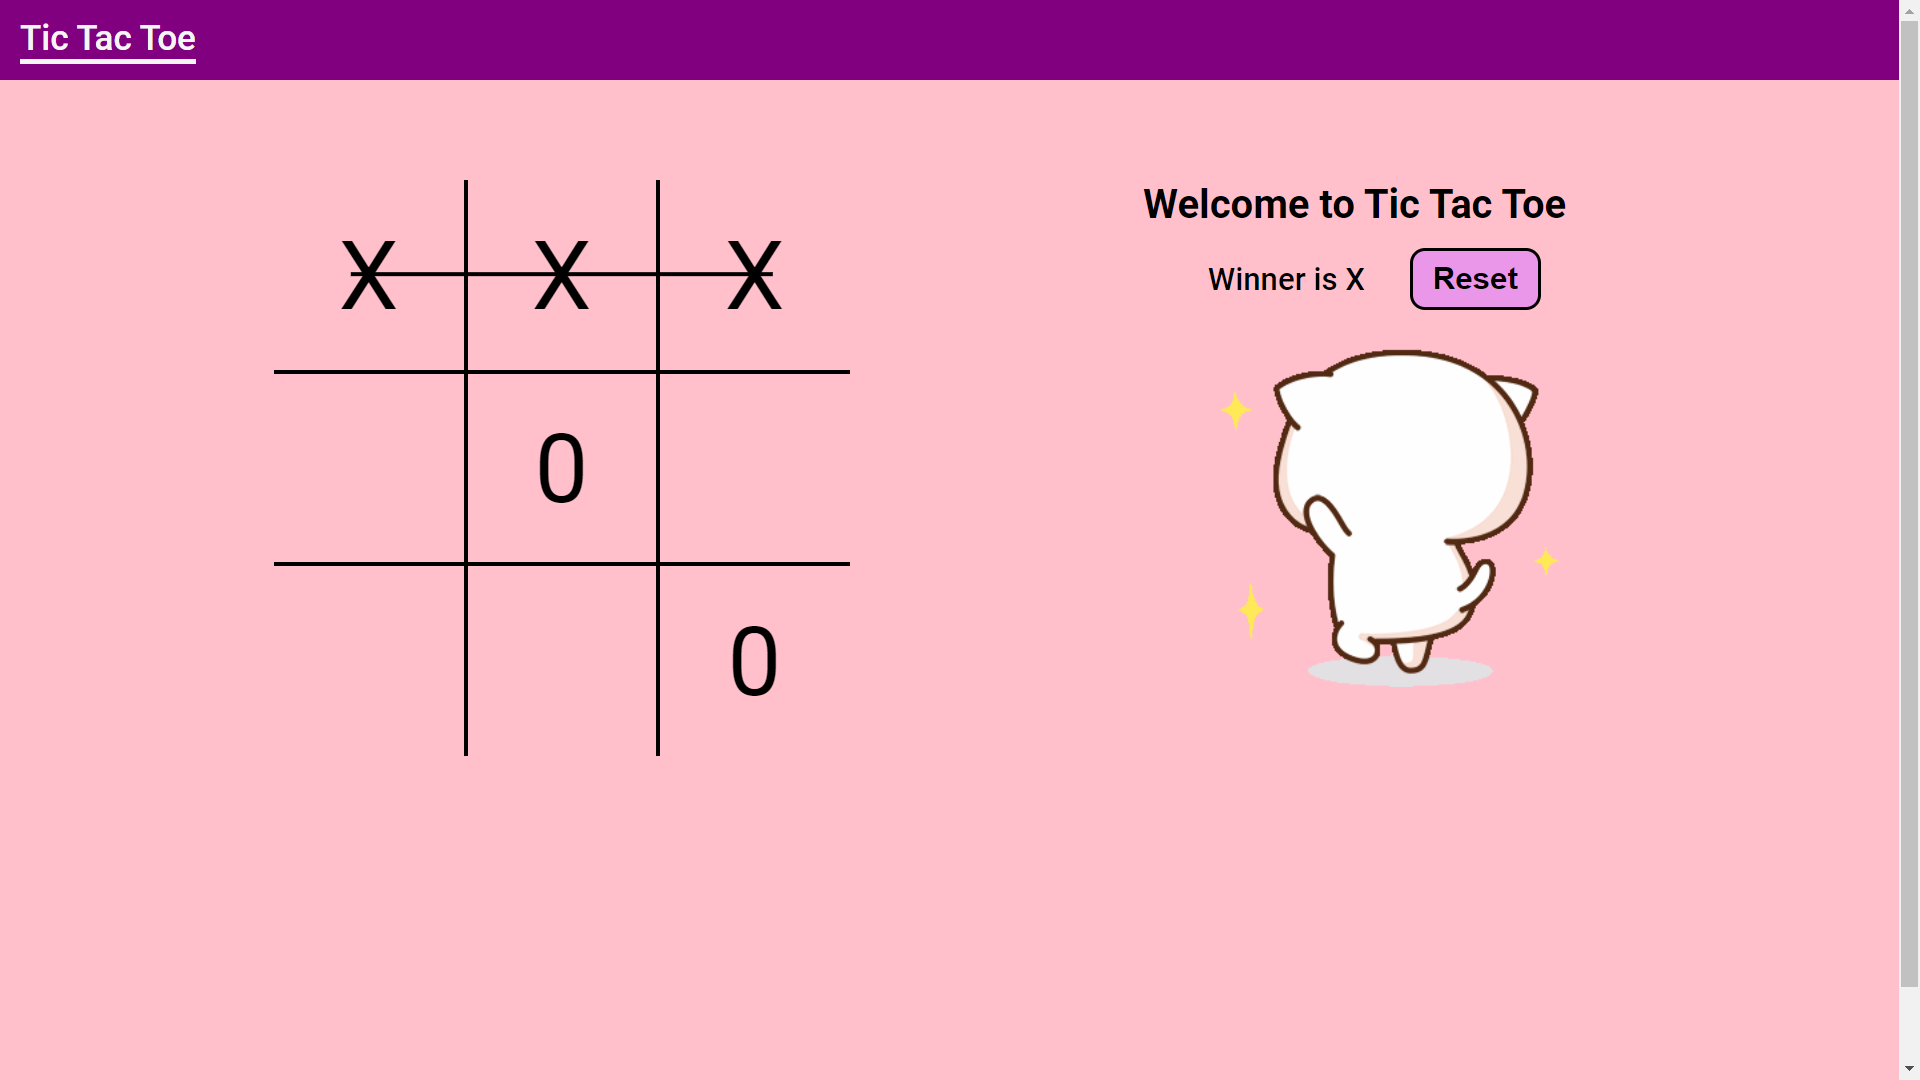 Tic Tac Toe
X X X
0
0
Welcome to Tic Tac Toe
Winner is X
Reset